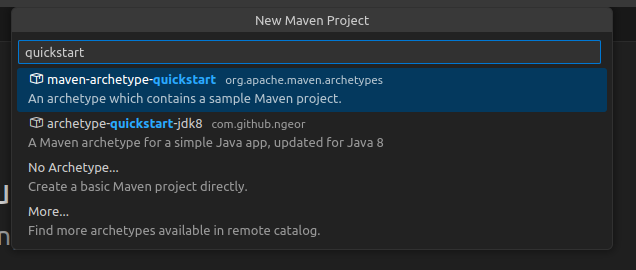 New Maven Project
quickstart
maven-archetype-quickstart org.apache.maven.archetypes
An archetype which contains a sample Maven project.
archetype-quickstart-jdk8 com.github.ngeor
A Maven archetype for a simple Java app, updated for Java 8
No Archetype...
Create a basic Maven project directly.
More...
Find more archetypes available in remote catalog.